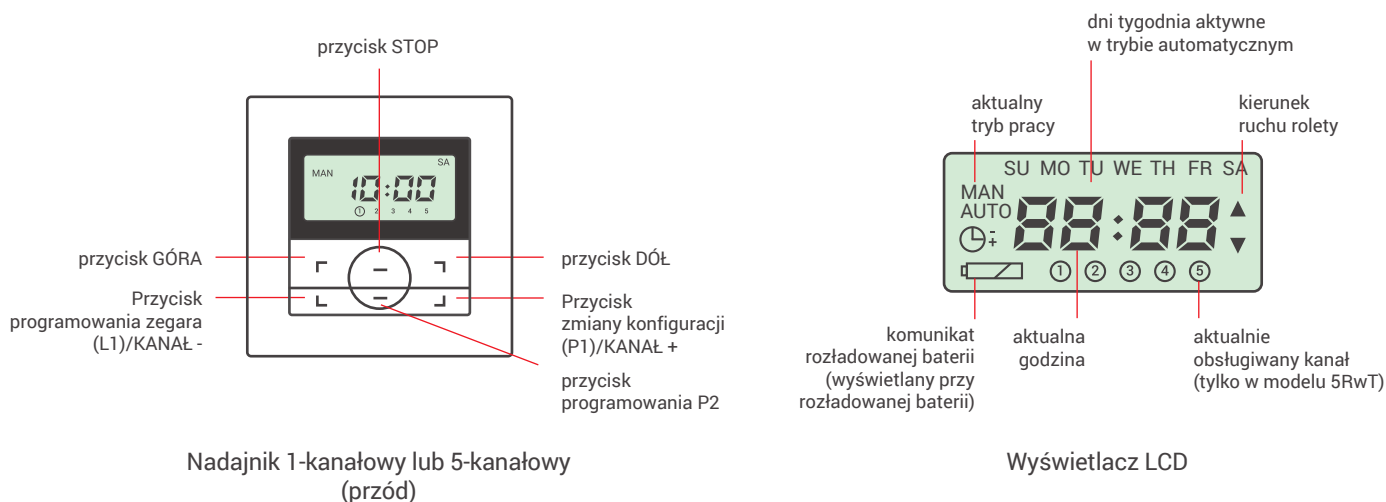 przycisk STOP
SA
MAN
10:00
1 2 3 4 5
przycisk GÓRA
przycisk DÓŁ
Przycisk
programowania zegara
(L1)/KANAŁ -
Przycisk
zmiany konfiguracji
(P1)/KANAŁ +
przycisk
programowania P2
Nadajnik 1-kanałowy lub 5-kanałowy
(przód)
dni tygodnia aktywne
w trybie automatycznym
aktualny
tryb pracy
kierunek
ruchu rolety
SU MO TU WE TH FR SA
MAN
AUTO
88:88
- +
1 2 3 4 5
komunikat
rozładowanej baterii
(wyświetlany przy
rozładowanej baterii)
aktualna
godzina
aktualnie
obsługiwany kanał
(tylko w modelu 5RwT)
Wyświetlacz LCD